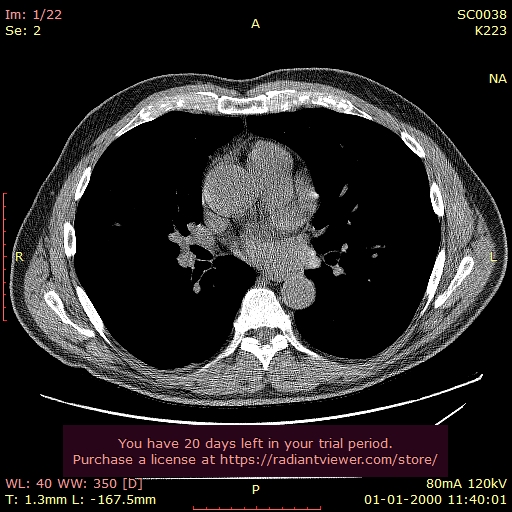 Im: 1/22
Se: 2
A
SC0038
K223
NA
R
L
You have 20 days left in your trial period.
Purchase a license at https://radiantviewer.com/store/
WL: 40 WW: 350 [D]
T: 1.3mm L: -167.5mm
P
80mA 120kV
01-01-2000 11:40:01